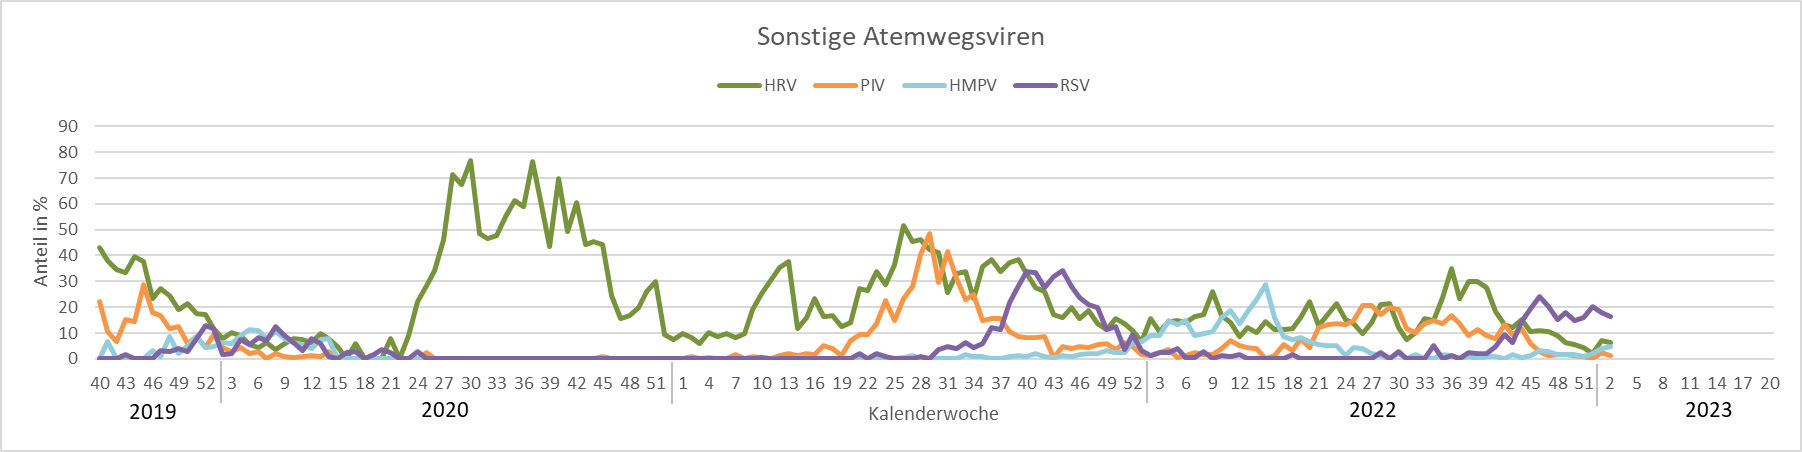 Sonstige Atemwegsviren
HRV PIV HMPV RSV
Anteil in %
90
80
70
60
50
40
30
20
10
0
40 43 46 49 52 3 6 9 12 15 18 21 24 27 30 33 36 39 42 45 48 51 1 4 7 10 13 16 19 22 25 28 31 34 37 40 43 46 49 52 3 6 9 12 15 18 21 24 27 30 33 36 39 42 45 48 51 2 5 8 11 14 17 20
2019 2020 Kalenderwoche 2022 2023